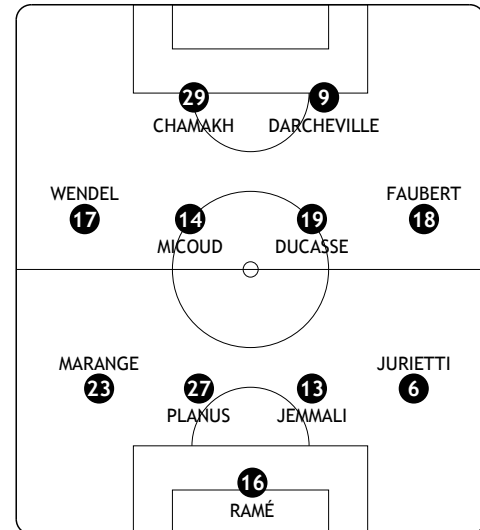 29 9
CHAMAKH DARCHEVILLE
WENDEL FAUBERT
17 14 19 18
MICOUD DUCASSE
MARANGE JURIETTI
23 27 13 6
PLANUS JEMMALI
16
RAMÉ